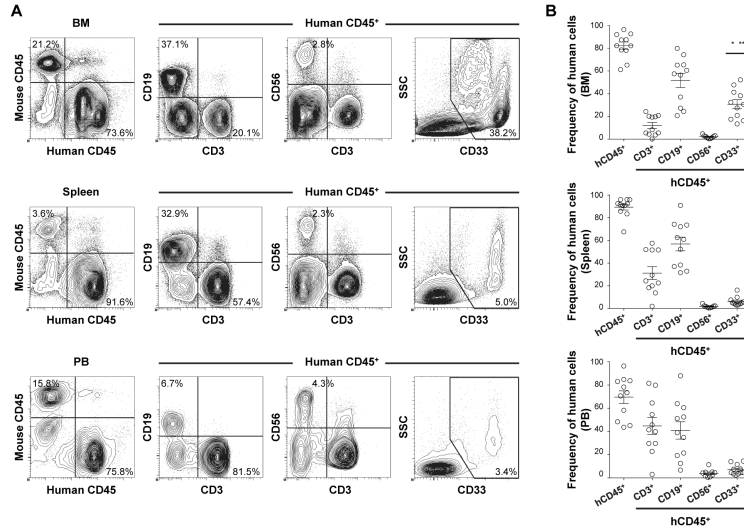 A
BM
Human CD45⁺
21.2%
73.6%
Mouse CD45
Human CD45
37.1%
20.1%
CD19
CD3
2.8%
CD56
CD3
38.2%
SSC
CD33
Spleen
Human CD45⁺
3.6%
91.6%
Mouse CD45
Human CD45
32.9%
57.4%
CD19
CD3
2.3%
CD56
CD3
5.0%
SSC
CD33
PB
Human CD45⁺
15.8%
75.8%
Mouse CD45
Human CD45
6.7%
81.5%
CD19
CD3
4.3%
CD56
CD3
3.4%
SSC
CD33
B
Frequency of human cells
(BM)
100
80
60
40
20
0
* **
hCD45⁺
CD3⁺
CD19⁺
CD56⁺
CD33⁺
hCD45⁺
Frequency of human cells
(Spleen)
100
80
60
40
20
0
hCD45⁺
CD3⁺
CD19⁺
CD56⁺
CD33⁺
hCD45⁺
Frequency of human cells
(PB)
100
80
60
40
20
0
hCD45⁺
CD3⁺
CD19⁺
CD56⁺
CD33⁺
hCD45⁺